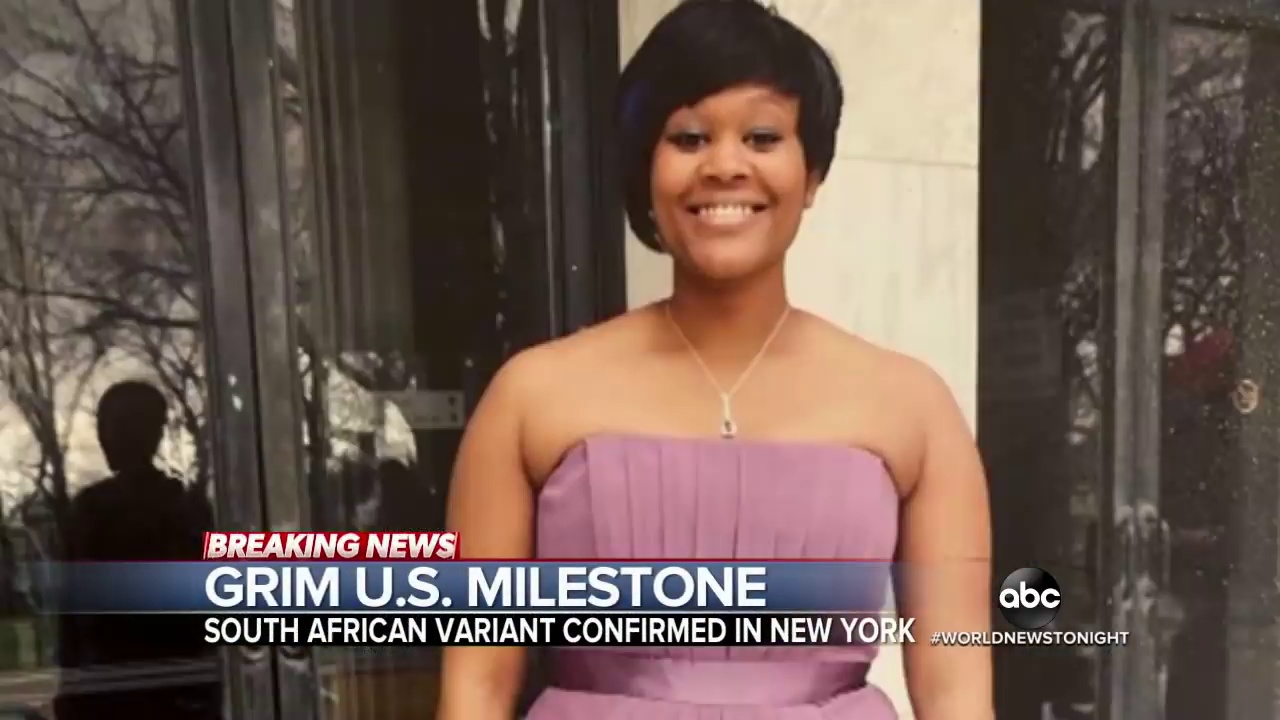 BREAKING NEWS
GRIM U.S. MILESTONE
abc
SOUTH AFRICAN VARIANT CONFIRMED IN NEW YORK
#WORLDNEWSTONIGHT